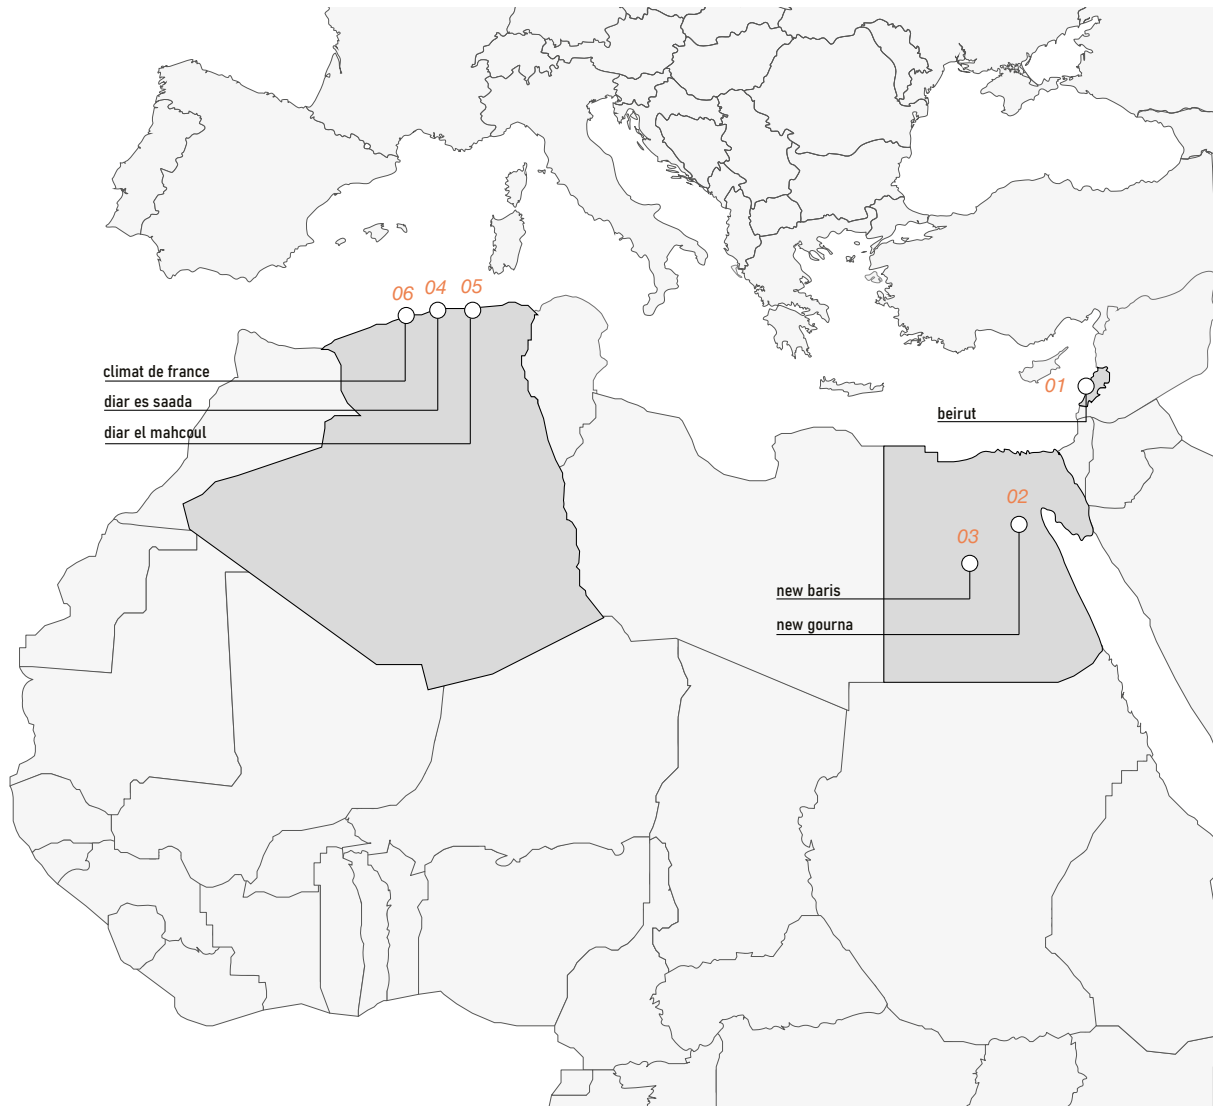 06
04
05
climat de france
diar es saada
diar el mahcoul
01
beirut
02
03
new baris
new gourna